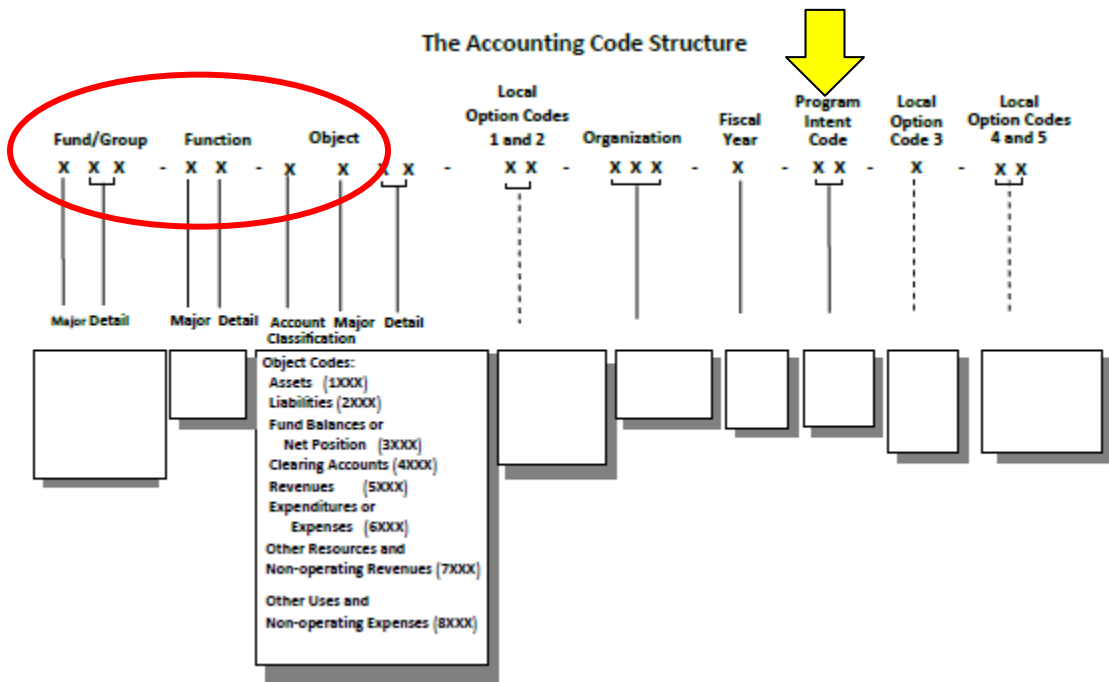 The Accounting Code Structure
Fund/Group
Function
Object
Local
Option Codes
1 and 2
Organization
Fiscal
Year
Program
Intent
Code
Local
Option
Code 3
Local
Option Codes
4 and 5
X X X - X X - X X X X - X X - X X X - X - X X - X - X X
Major Detail Major Detail Account Major Detail
Classification
Object Codes:
Assets (1XXX)
Liabilities (2XXX)
Fund Balances or
Net Position (3XXX)
Clearing Accounts (4XXX)
Revenues (5XXX)
Expenditures or
Expenses (6XXX)
Other Resources and
Non-operating Revenues (7XXX)
Other Uses and
Non-operating Expenses (8XXX)